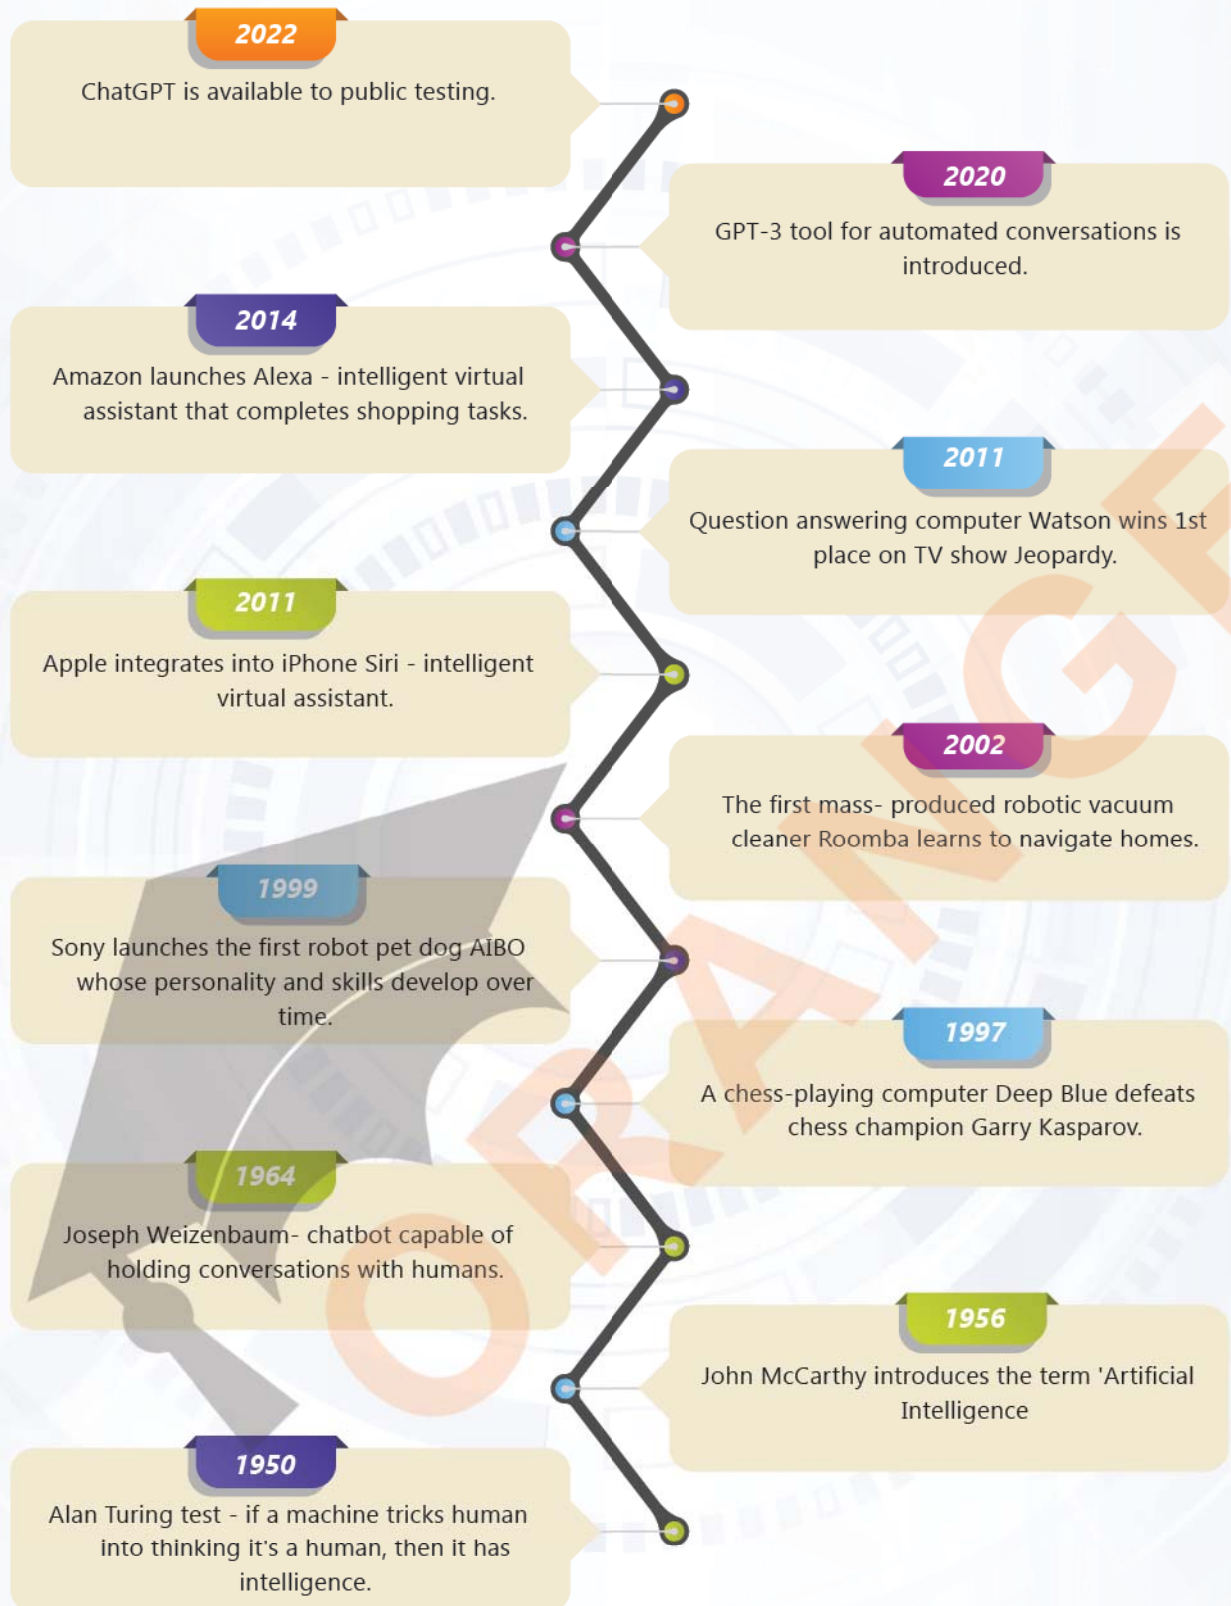 2022
ChatGPT is available to public testing.
2020
GPT-3 tool for automated conversations is
introduced.
2014
Amazon launches Alexa - intelligent virtual
assistant that completes shopping tasks.
2011
Question answering computer Watson wins 1st
place on TV show Jeopardy.
2011
Apple integrates into iPhone Siri - intelligent
virtual assistant.
2002
The first mass- produced robotic vacuum
cleaner Roomba learns to navigate homes.
1999
Sony launches the first robot pet dog AIBO
whose personality and skills develop over
time.
1997
A chess-playing computer Deep Blue defeats
chess champion Garry Kasparov.
1964
Joseph Weizenbaum- chatbot capable of
holding conversations with humans.
1956
John McCarthy introduces the term 'Artificial
Intelligence
1950
Alan Turing test - if a machine tricks human
into thinking it's a human, then it has
intelligence.
ORANGE